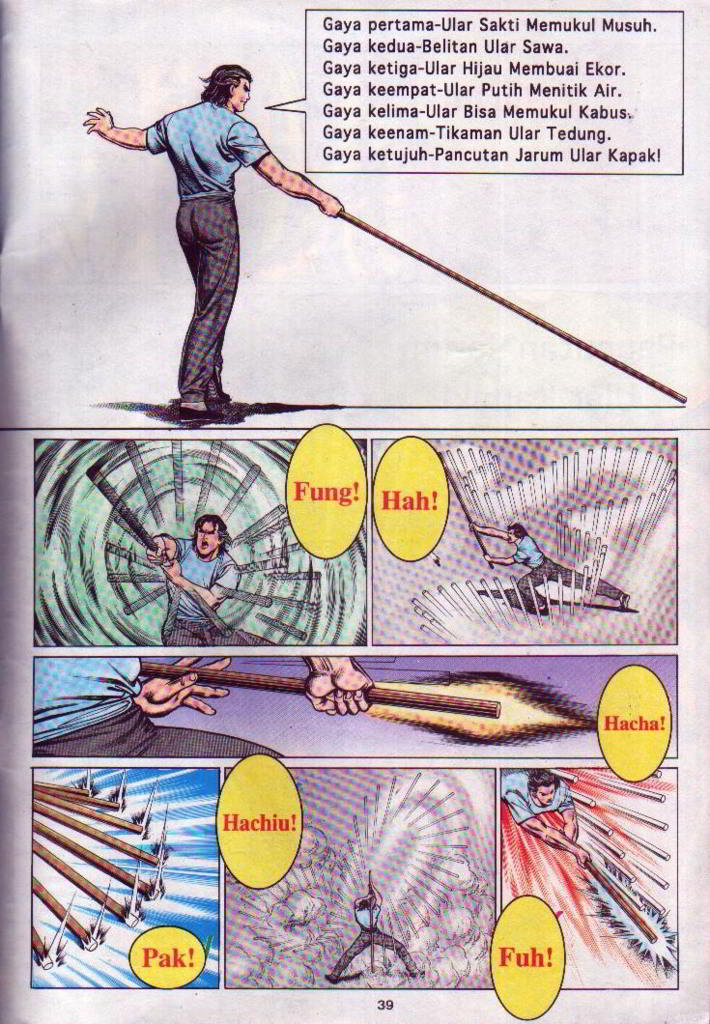 Gaya pertama-Ular Sakti Memukul Musuh.
Gaya kedua-Belitan Ular Sawa.
Gaya ketiga-Ular Hijau Membuai Ekor.
Gaya keempat-Ular Putih Menitik Air.
Gaya kelima-Ular Bisa Memukul Kabus.
Gaya keenam-Tikaman Ular Tedung.
Gaya ketujuh-Pancutan Jarum Ular Kapak!
Fung!
Hah!
Hacha!
Hachiu!
Pak!
Fuh!
39